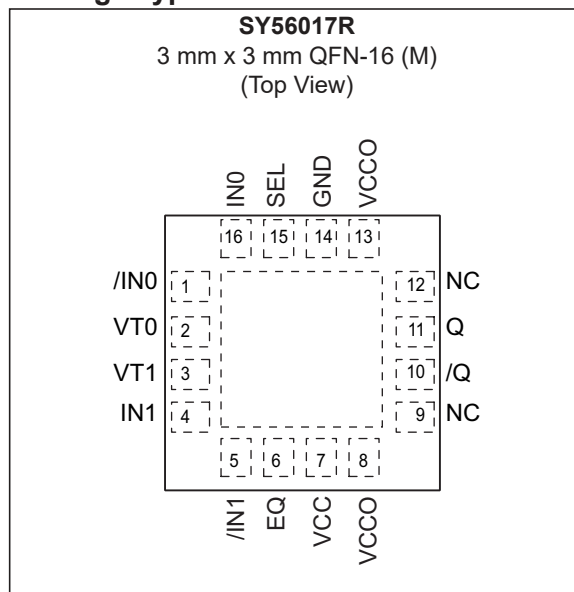 SY56017R
3 mm x 3 mm QFN-16 (M)
(Top View)
IN0
SEL
GND
VCCO
16
15
14
13
/IN0
1
12
NC
VT0
2
11
Q
VT1
3
10
/Q
IN1
4
9
NC
5
6
7
8
/IN1
EQ
VCC
VCCO